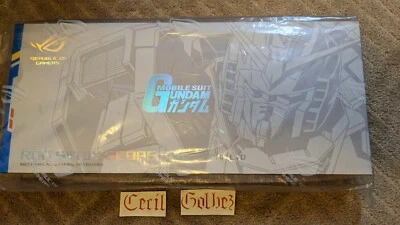 REPUBLIC OF
GAMERS
MOBILE SUIT
GUNDAM
ガンダム
Cecil
Golbez